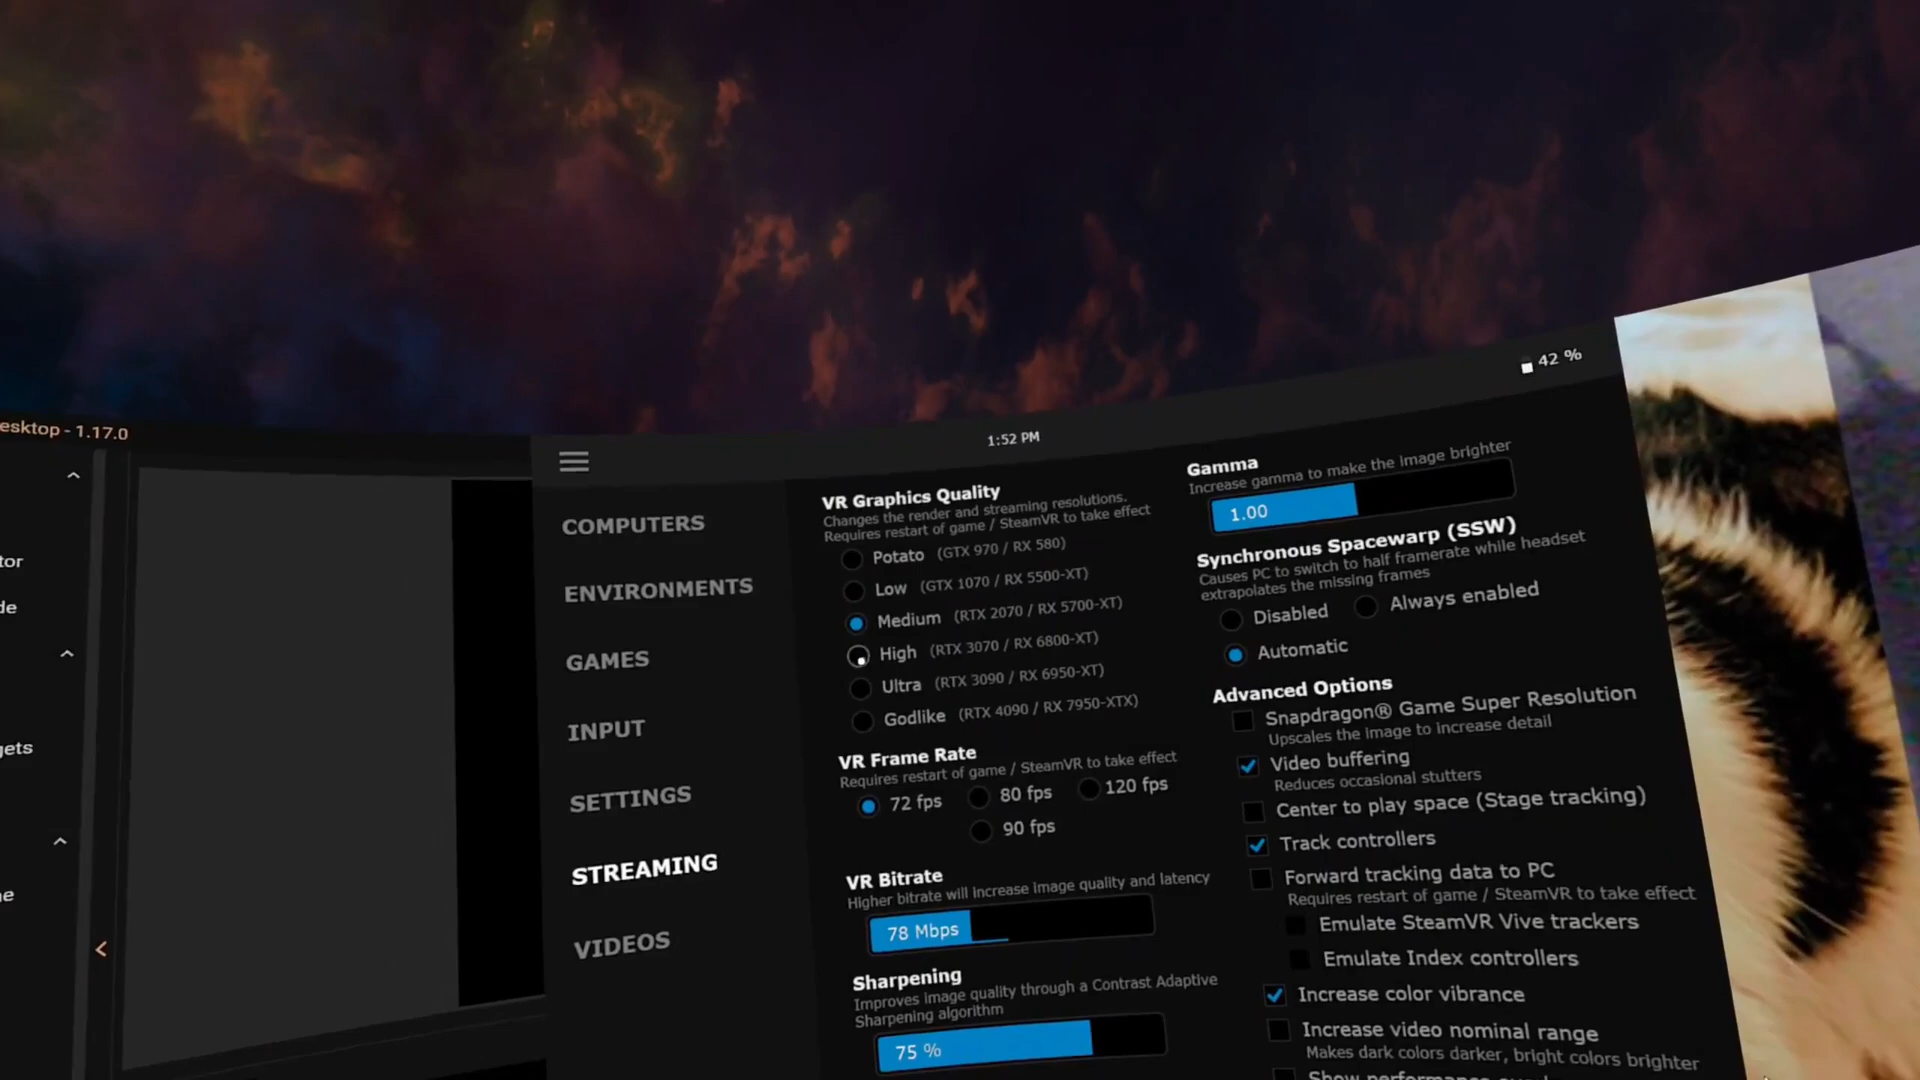 esktop - 1.17.0
tor
de
gets
1:52 PM
42 %
COMPUTERS
ENVIRONMENTS
GAMES
INPUT
SETTINGS
STREAMING
VIDEOS
VR Graphics Quality
Changes the render and streaming resolutions.
Requires restart of game / SteamVR to take effect
Potato (GTX 970 / RX 580)
Low (GTX 1070 / RX 5500-XT)
Medium (RTX 2070 / RX 5700-XT)
High (RTX 3070 / RX 6800-XT)
Ultra (RTX 3090 / RX 6950-XT)
Godlike (RTX 4090 / RX 7950-XTX)
VR Frame Rate
Requires restart of game / SteamVR to take effect
72 fps 80 fps 120 fps
90 fps
VR Bitrate
Higher bitrate will increase image quality and latency
78 Mbps
Sharpening
Improves image quality through a Contrast Adaptive
Sharpening algorithm
75 %
Gamma
Increase gamma to make the image brighter
1.00
Synchronous Spacewarp (SSW)
Causes PC to switch to half framerate while headset
extrapolates the missing frames
Disabled Always enabled
Automatic
Advanced Options
Snapdragon® Game Super Resolution
Upscales the image to increase detail
Video buffering
Reduces occasional stutters
Center to play space (Stage tracking)
Track controllers
Forward tracking data to PC
Requires restart of game / SteamVR to take effect
Emulate SteamVR Vive trackers
Emulate Index controllers
Increase color vibrance
Increase video nominal range
Makes dark colors darker, bright colors brighter
Show performance